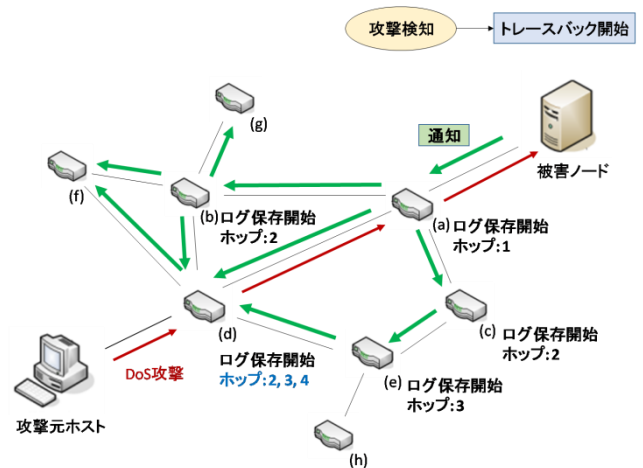 攻撃検知
トレースバック開始
(g)
通知
被害ノード
(f)
(b)
ログ保存開始
ホップ:2
(a)
ログ保存開始
ホップ:1
(d)
ログ保存開始
ホップ:2, 3, 4
(c)
ログ保存開始
ホップ:2
DoS攻撃
攻撃元ホスト
(e)
ログ保存開始
ホップ:3
(h)